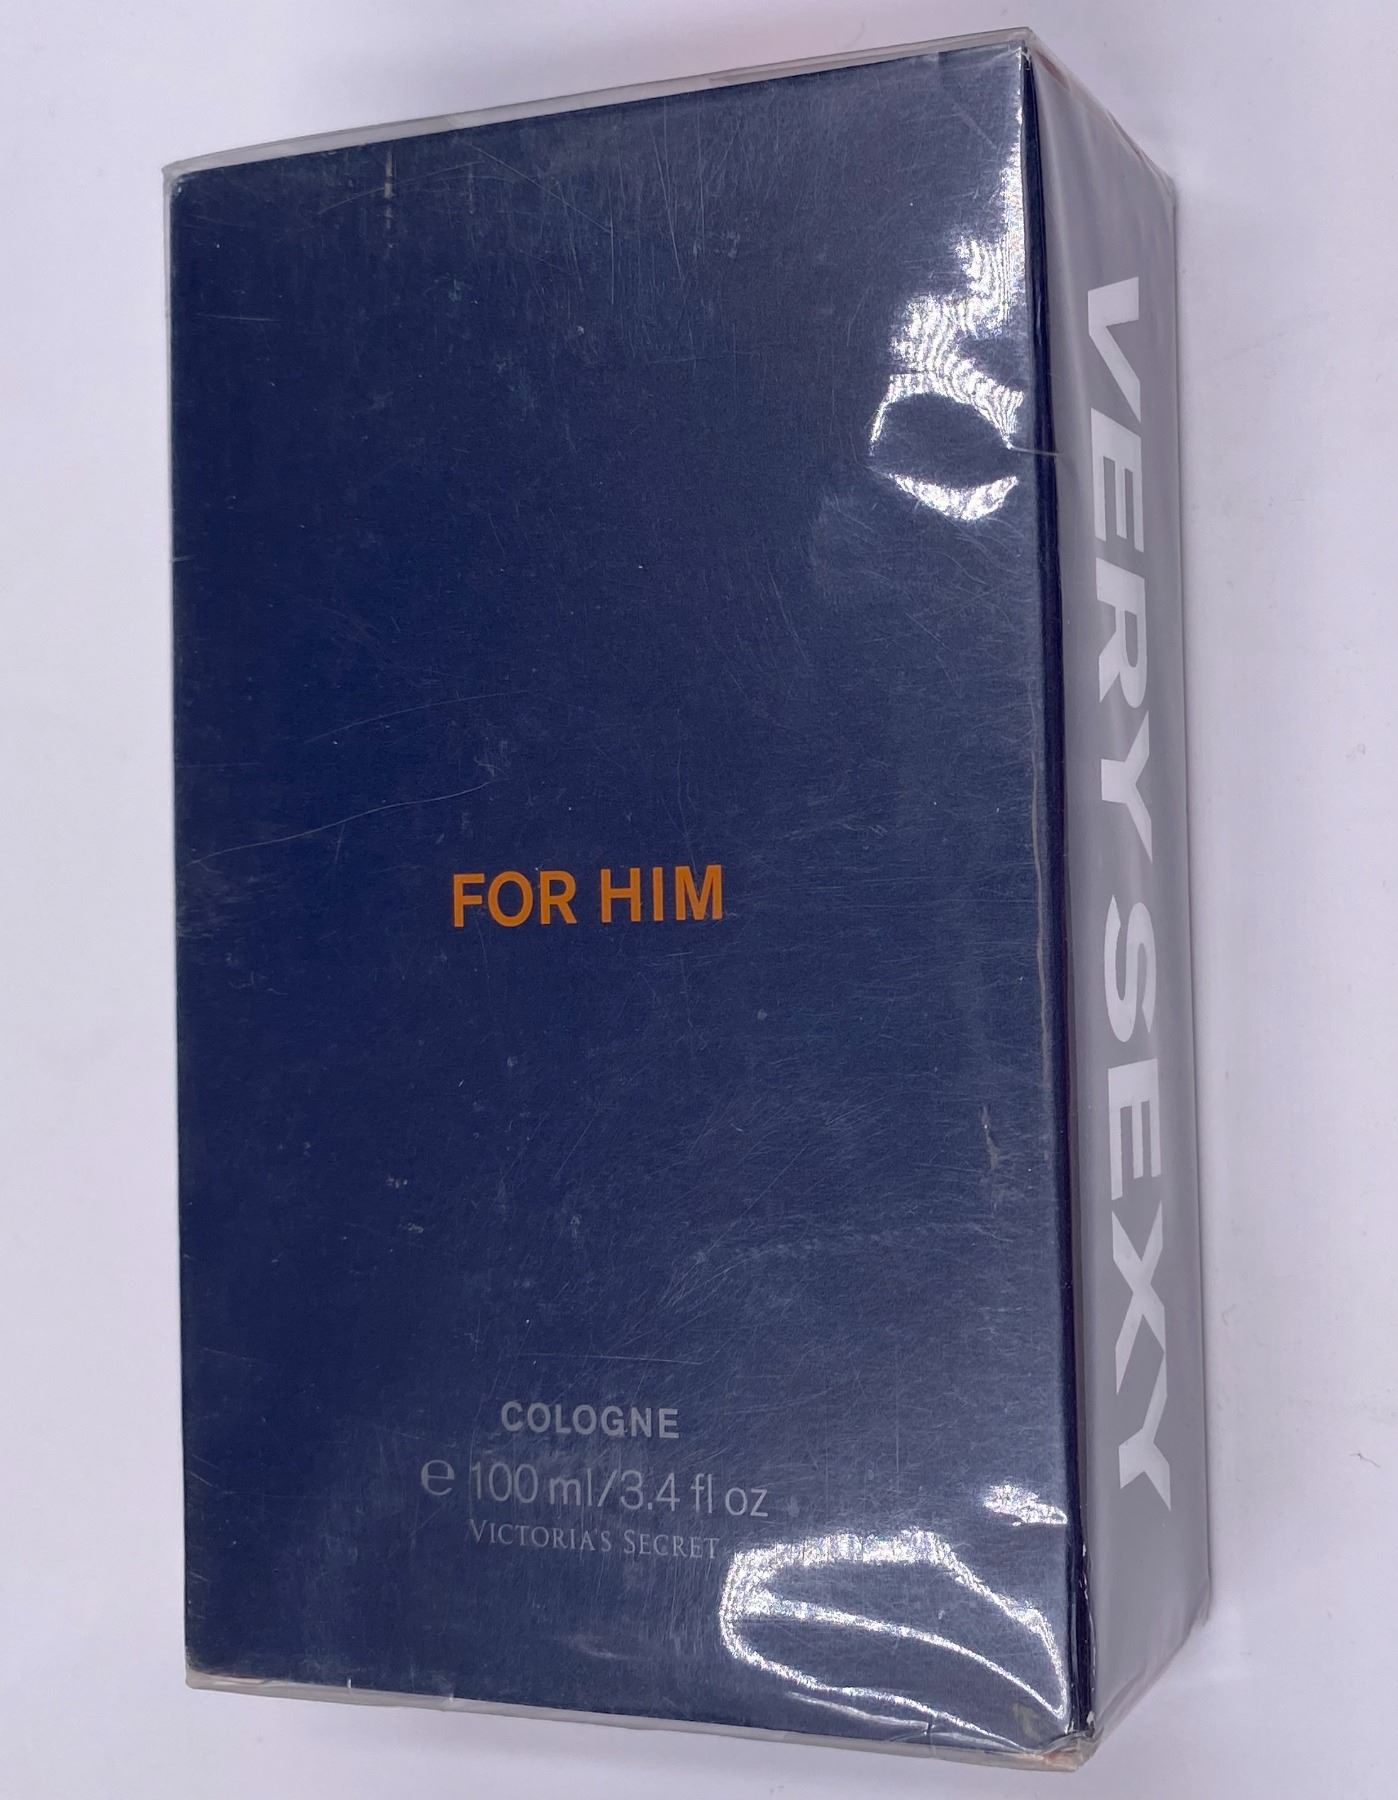 FOR HIM
COLOGNE
℮ 100 ml/3.4 fl oz
VICTORIA'S SECRET
VERY SEXY